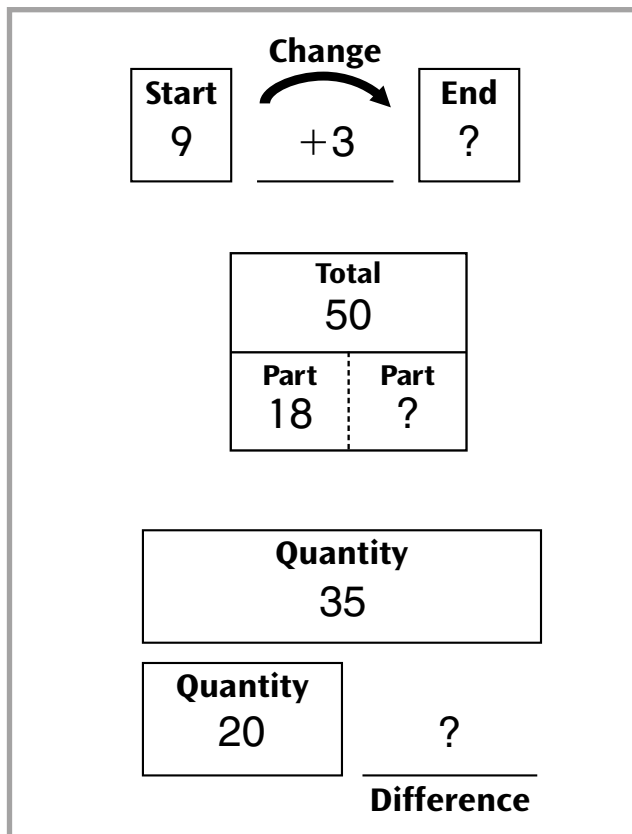 Change
Start End
9 +3 ?
Total
50
Part Part
18 ?
Quantity
35
Quantity
20 ?
Difference